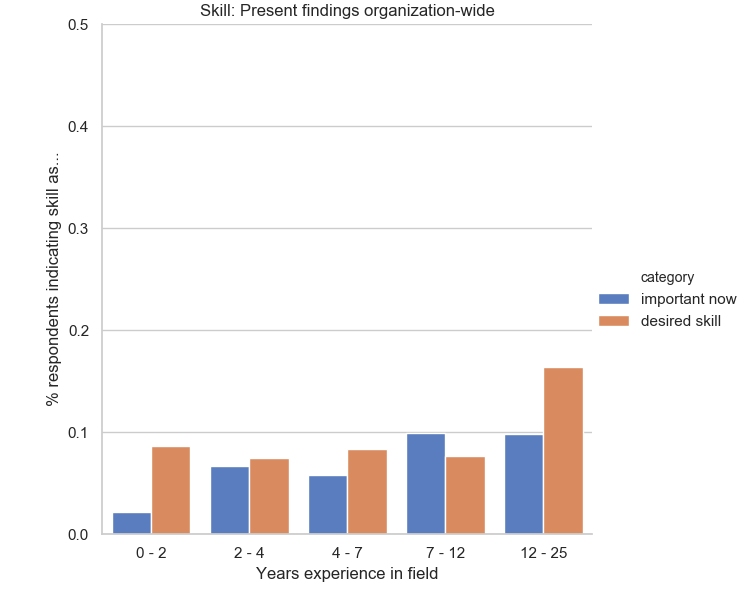 Skill: Present findings organization-wide
0.5
0.4
0.3
0.2
0.1
0.0
% respondents indicating skill as...
0 - 2
2 - 4
4 - 7
7 - 12
12 - 25
Years experience in field
category
important now
desired skill